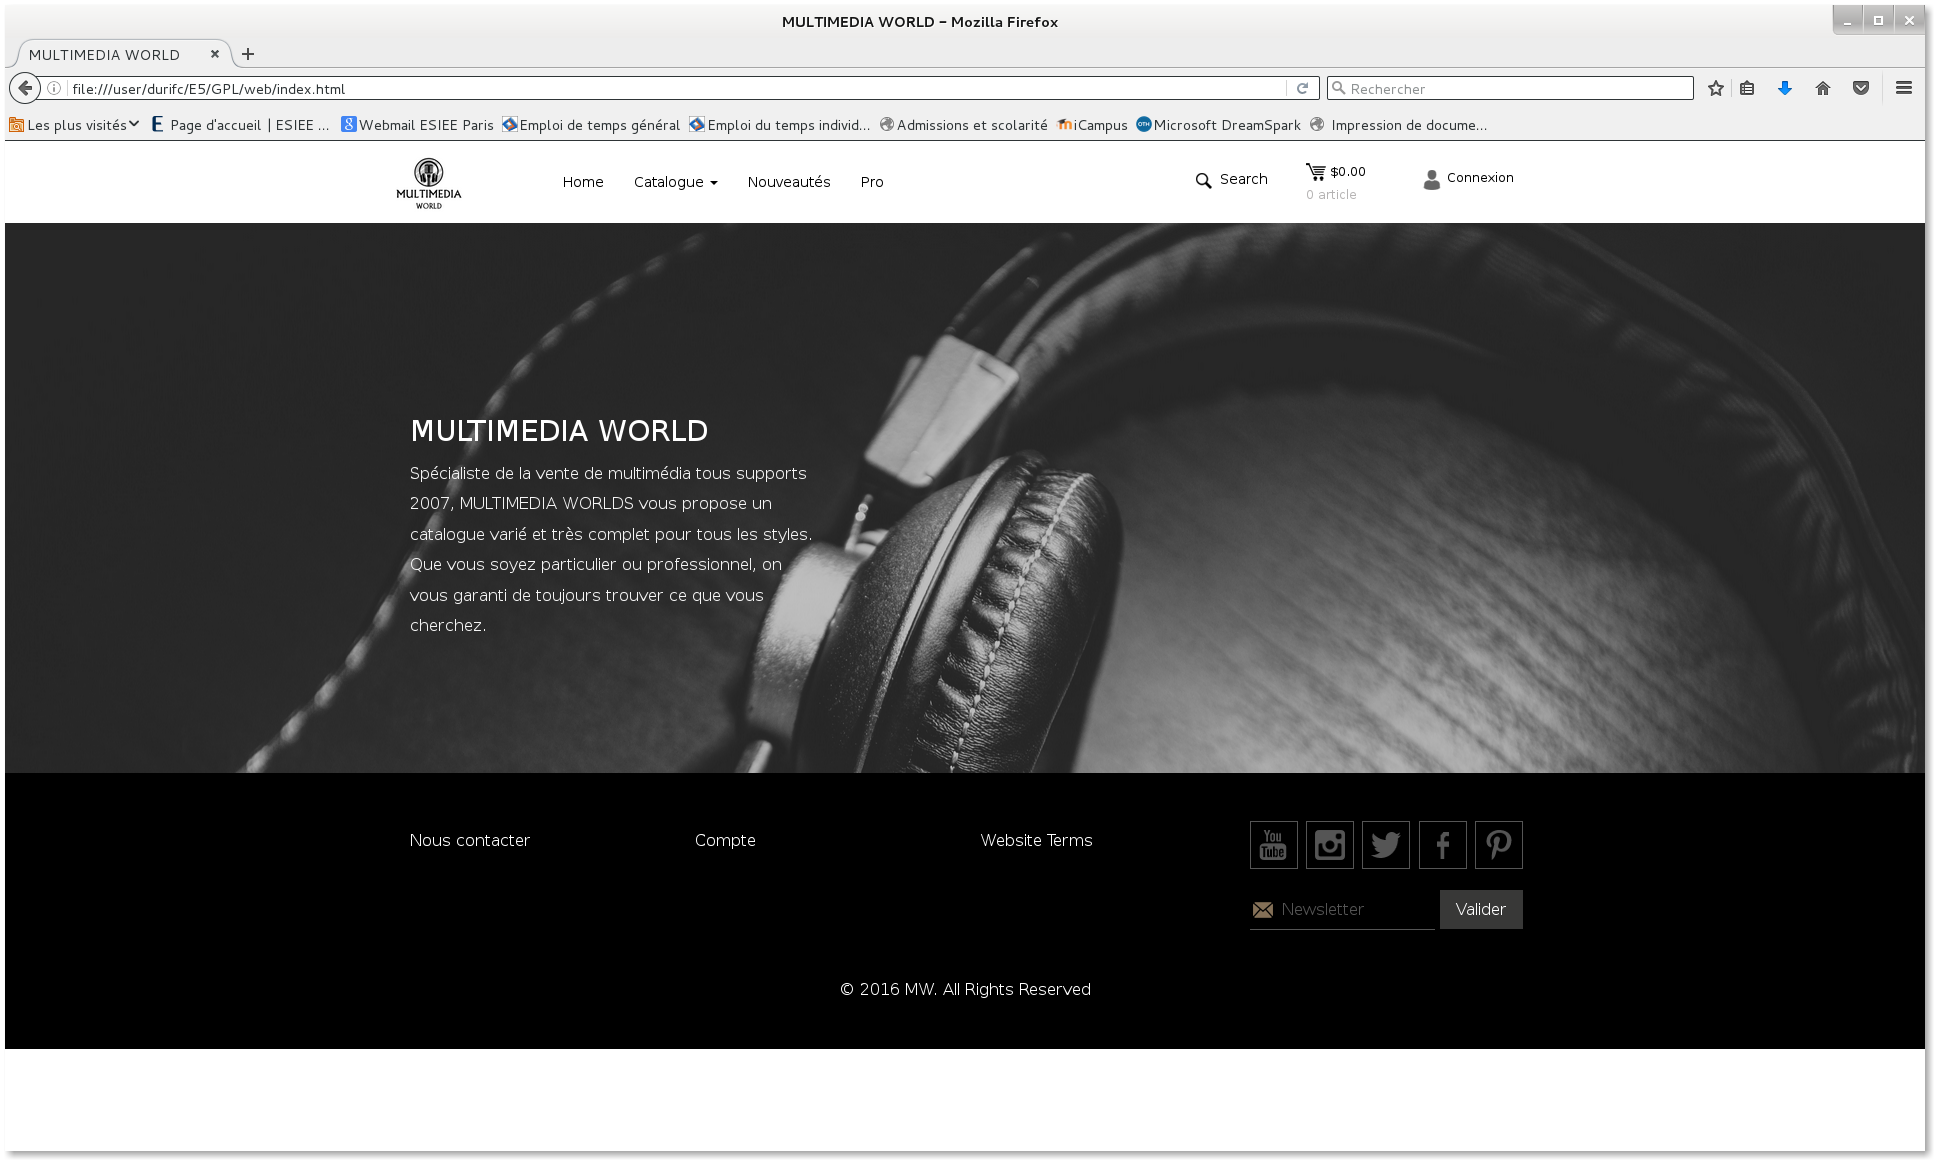 MULTIMEDIA WORLD - Mozilla Firefox
MULTIMEDIA WORLD
file:///user/durifc/E5/GPL/web/index.html
Rechercher
Les plus visités Page d'accueil | ESIEE ... Webmail ESIEE Paris Emploi de temps général Emploi du temps individ... Admissions et scolarité iCampus OTH Microsoft DreamSpark Impression de docume...
MULTIMEDIA
WORLD
Home Catalogue Nouveautés Pro
Search
$0.00
0 article
Connexion
MULTIMEDIA WORLD
Spécialiste de la vente de multimédia tous supports
2007, MULTIMEDIA WORLDS vous propose un
catalogue varié et très complet pour tous les styles.
Que vous soyez particulier ou professionnel, on
vous garanti de toujours trouver ce que vous
cherchez.
Nous contacter Compte Website Terms
You
Tube
Newsletter Valider
© 2016 MW. All Rights Reserved